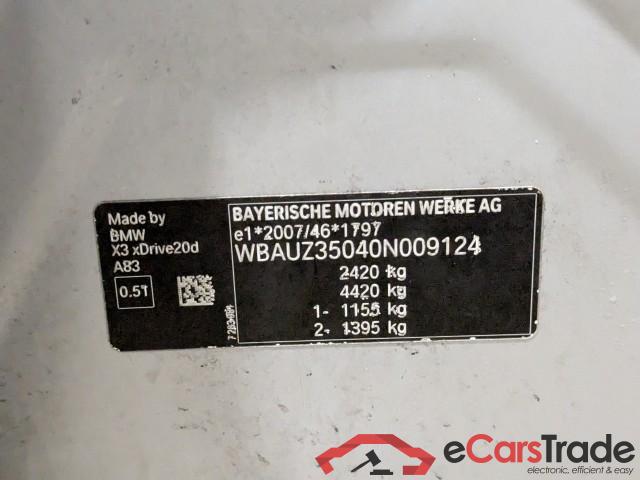 Made by
BMW
X3 xDrive20d
A83
0.51
BAYERISCHE MOTOREN WERKE AG
e1*2007/46*1797
WBAUZ35040N009124
2420 kg
4420 kg
1- 1155 kg
2- 1395 kg
eCarsTrade
electronic, efficient & easy